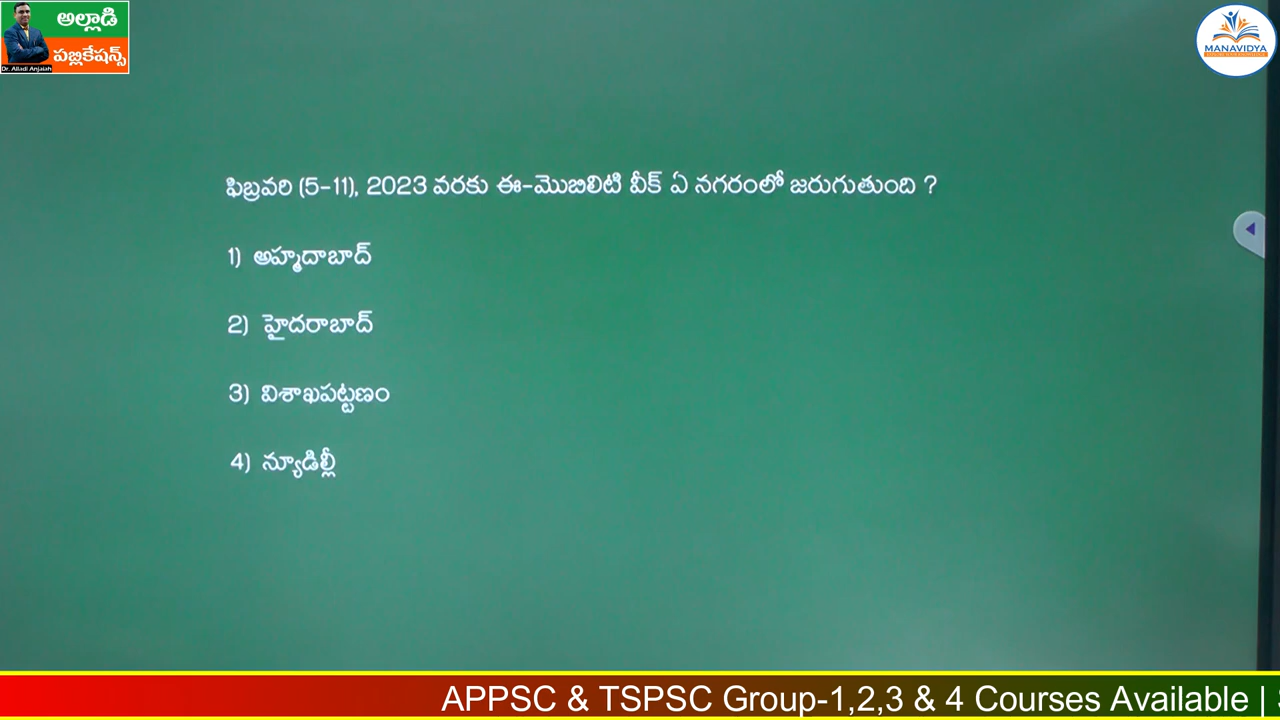 అల్లాడి
పబ్లికేషన్స్
Dr. Alladi Anjaiah
MANAVIDYA
ఫిబ్రవరి (5-11), 2023 వరకు ఈ-మొబిలిటి వీక్ ఏ నగరంలో జరుగుతుంది ?
1) అహ్మదాబాద్
2) హైదరాబాద్
3) విశాఖపట్టణం
4) న్యూడిల్లీ
APPSC & TSPSC Group-1,2,3 & 4 Courses Available |